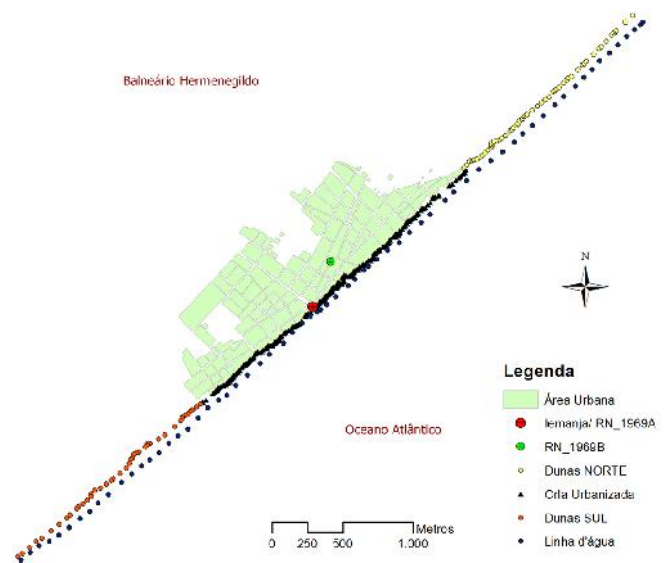 Balneário Hermenegildo
N
Oceano Atlântico
Legenda
Área Urbana
Iemanja/ RN_1969A
RN_1969B
Dunas NORTE
Orla Urbanizada
Dunas SUL
Linha d'água
Metros
0 250 500 1.000